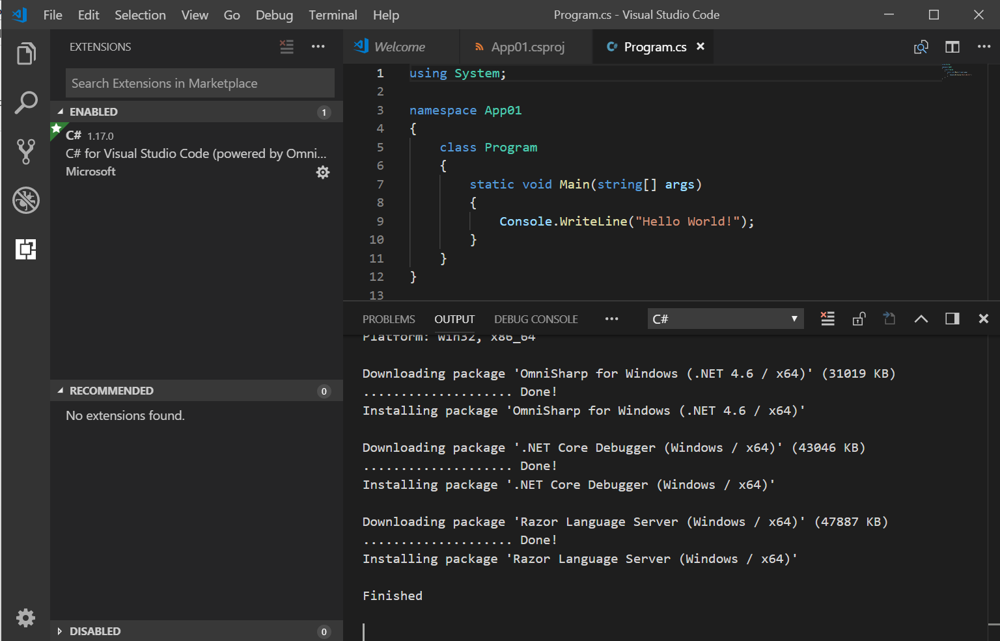 File Edit Selection View Go Debug Terminal Help Program.cs - Visual Studio Code
EXTENSIONS
Search Extensions in Marketplace
ENABLED 1
C# 1.17.0
C# for Visual Studio Code (powered by Omni...
Microsoft
RECOMMENDED 0
No extensions found.
DISABLED 0
Welcome App01.csproj C# Program.cs
1 using System;
2
3 namespace App01
4 {
5 class Program
6 {
7 static void Main(string[] args)
8 {
9 Console.WriteLine("Hello World!");
10 }
11 }
12 }
13
PROBLEMS OUTPUT DEBUG CONSOLE ... C#
Platform: win32, x86_64
Downloading package 'OmniSharp for Windows (.NET 4.6 / x64)' (31019 KB)
.................... Done!
Installing package 'OmniSharp for Windows (.NET 4.6 / x64)'
Downloading package '.NET Core Debugger (Windows / x64)' (43046 KB)
.................... Done!
Installing package '.NET Core Debugger (Windows / x64)'
Downloading package 'Razor Language Server (Windows / x64)' (47887 KB)
.................... Done!
Installing package 'Razor Language Server (Windows / x64)'
Finished